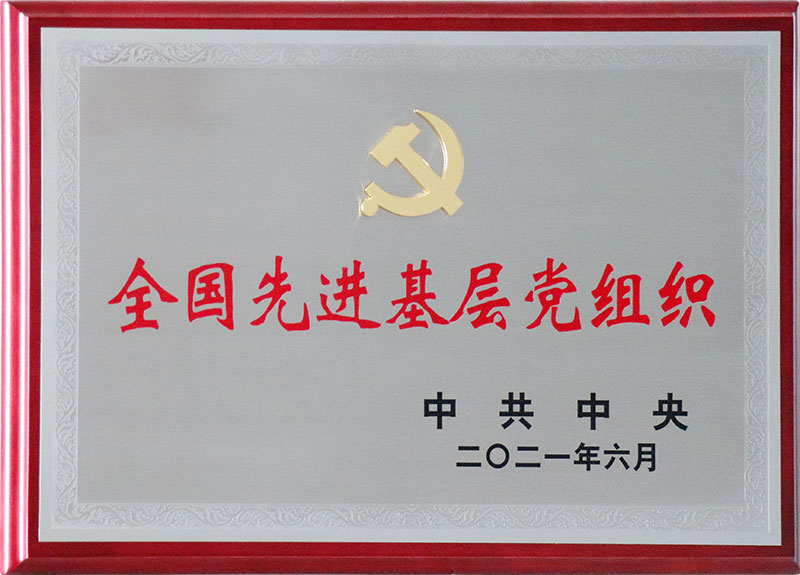 全国先进基层党组织
中共中央
二〇二一年六月